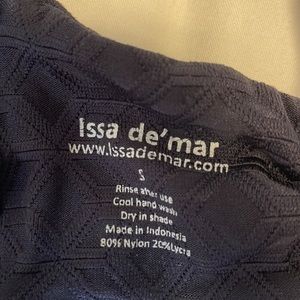 Issa de'mar
www.Issademar.com
S
Rinse after use
Cool hand wash
Dry in shade
Made in Indonesia
80% Nylon 20%Lycra